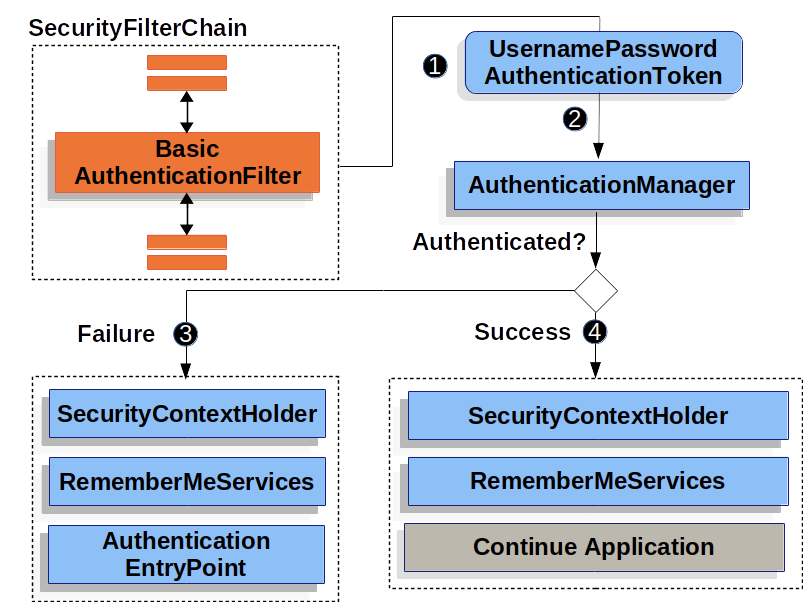 SecurityFilterChain
Basic
AuthenticationFilter
1
UsernamePassword
AuthenticationToken
2
AuthenticationManager
Authenticated?
Failure
3
Success
4
SecurityContextHolder
RememberMeServices
Authentication
EntryPoint
SecurityContextHolder
RememberMeServices
Continue Application